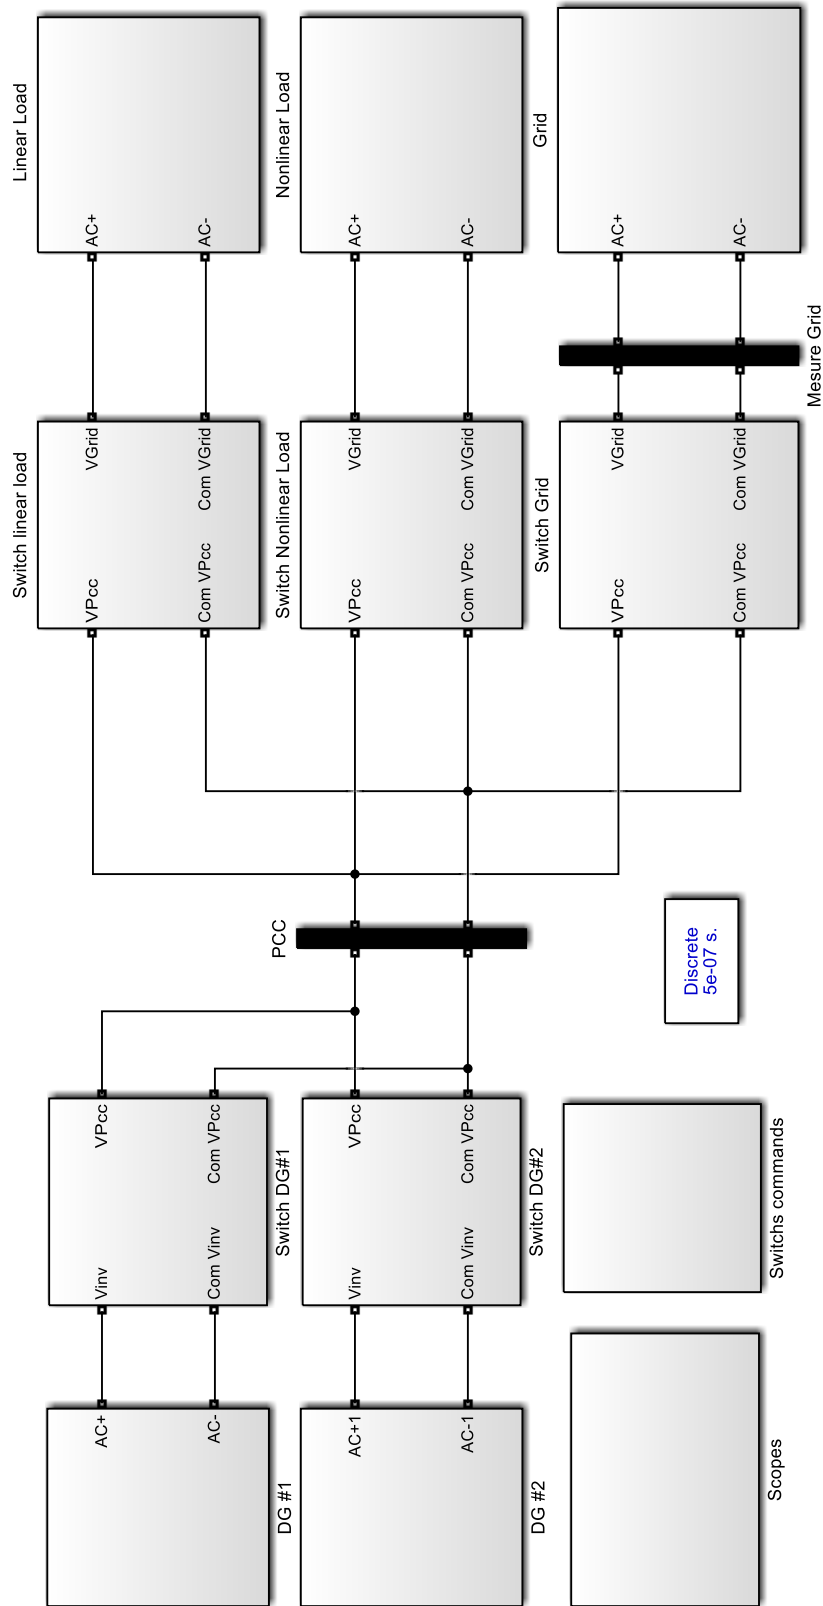 Linear Load
AC+
AC-
Nonlinear Load
AC+
AC-
Grid
AC+
AC-
Mesure Grid
Switch linear load
VGrid
Com VGrid
VPcc
Com VPcc
Switch Nonlinear Load
VGrid
Com VGrid
VPcc
Com VPcc
Switch Grid
VGrid
Com VGrid
VPcc
Com VPcc
PCC
Discrete
5e-07 s.
VPcc
Com VPcc
Vinv
Com Vinv
Switch DG#1
VPcc
Com VPcc
Vinv
Com Vinv
Switch DG#2
Switchs commands
AC+
AC-
DG #1
AC+1
AC-1
DG #2
Scopes